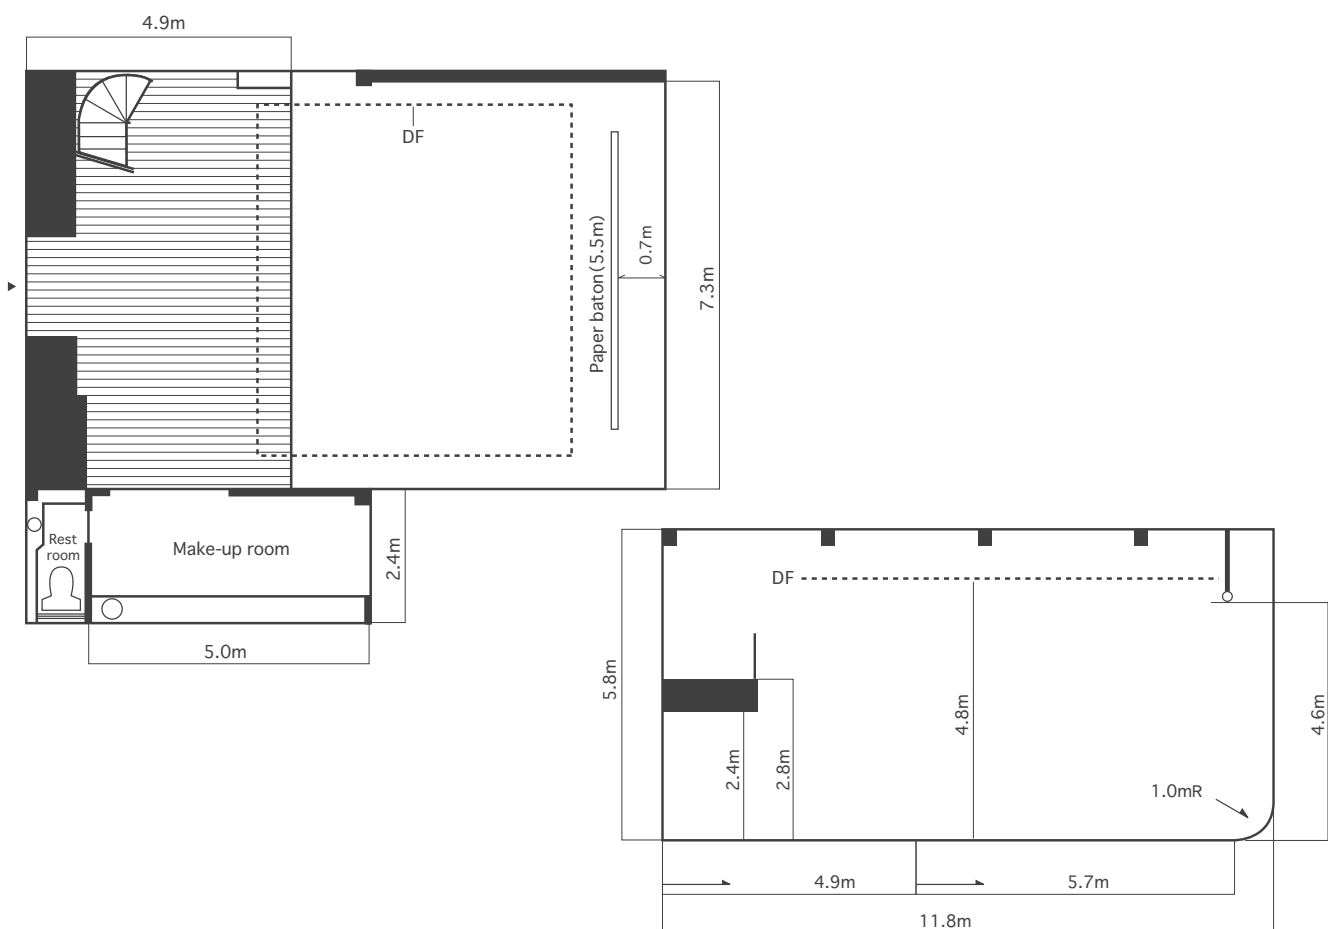 4.9m
DF
Paper baton(5.5m)
0.7m
7.3m
Rest
room
Make-up room
2.4m
5.0m
DF
5.8m
4.8m
4.6m
2.4m
2.8m
1.0mR
4.9m
5.7m
11.8m